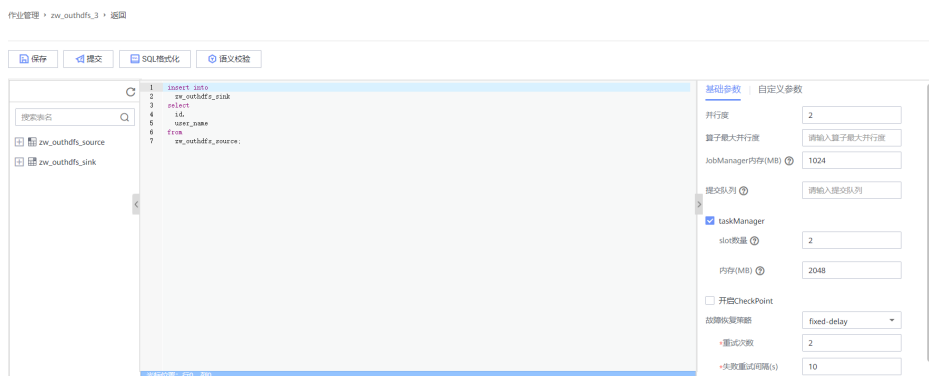 作业管理 › zw_outhdfs_3 › 返回
保存 提交 SQL格式化 语义校验
搜索表名
zw_outhdfs_source
zw_outhdfs_sink
1 insert into
2 zw_outhdfs_sink
3 select
4 id,
5 user_name
6 from
7 zw_outhdfs_source;
基础参数 自定义参数
并行度 2
算子最大并行度 请输入算子最大并行度
JobManager内存(MB) ? 1024
提交队列 ? 请输入提交队列
taskManager
slot数量 ? 2
内存(MB) ? 2048
开启CheckPoint
故障恢复策略 fixed-delay
*重试次数 2
*失败重试间隔(s) 10